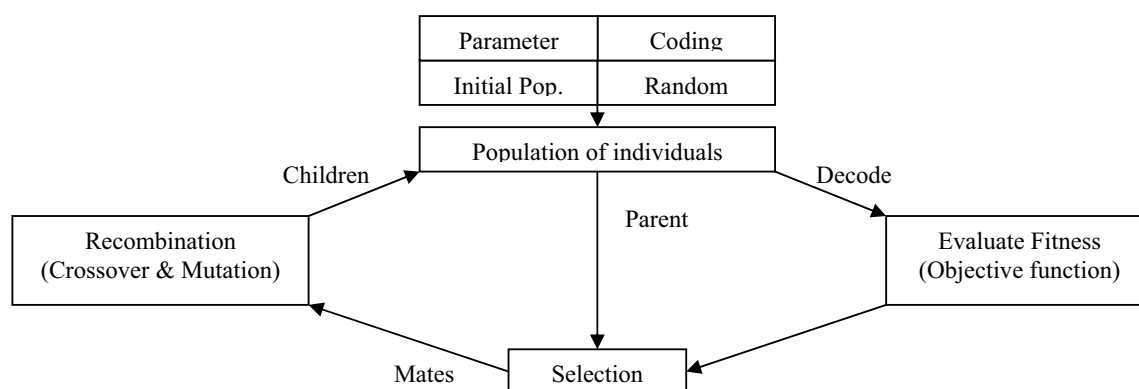 Parameter Coding
Initial Pop. Random
Population of individuals
Children Decode
Parent
Recombination
(Crossover & Mutation)
Evaluate Fitness
(Objective function)
Mates
Selection